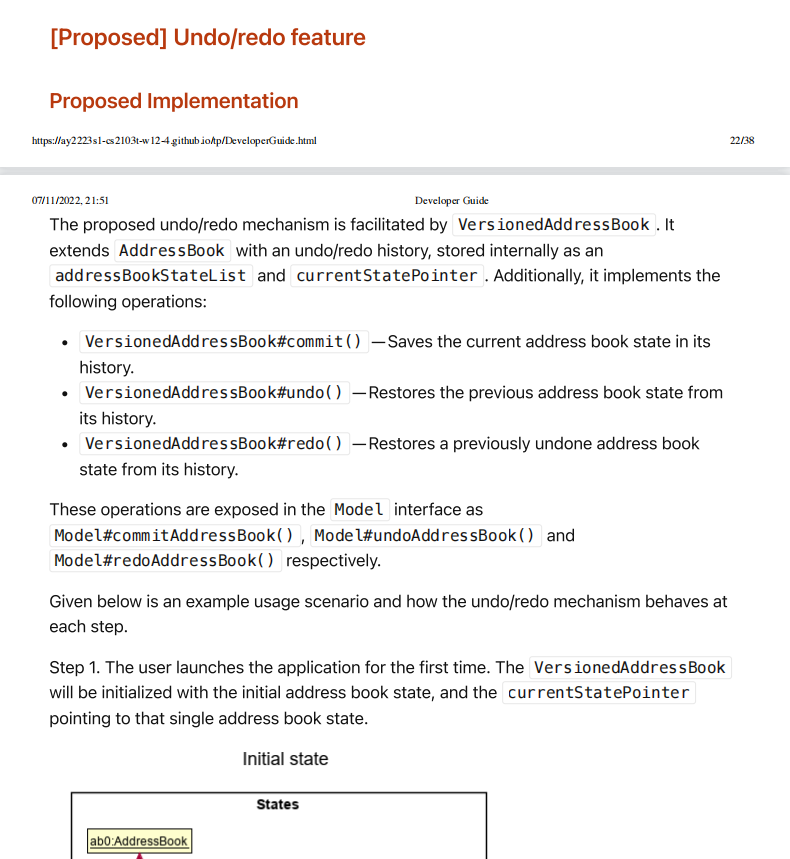 [Proposed] Undo/redo feature
Proposed Implementation
https://ay2223s1-cs2103t-w12-4.github.io/tp/DeveloperGuide.html 22/38
07/11/2022, 21:51 Developer Guide
The proposed undo/redo mechanism is facilitated by VersionedAddressBook. It
extends AddressBook with an undo/redo history, stored internally as an
addressBookStateList and currentStatePointer. Additionally, it implements the
following operations:
• VersionedAddressBook#commit() — Saves the current address book state in its
history.
• VersionedAddressBook#undo() — Restores the previous address book state from
its history.
• VersionedAddressBook#redo() — Restores a previously undone address book
state from its history.
These operations are exposed in the Model interface as
Model#commitAddressBook(), Model#undoAddressBook() and
Model#redoAddressBook() respectively.
Given below is an example usage scenario and how the undo/redo mechanism behaves at
each step.
Step 1. The user launches the application for the first time. The VersionedAddressBook
will be initialized with the initial address book state, and the currentStatePointer
pointing to that single address book state.
Initial state
States
ab0:AddressBook